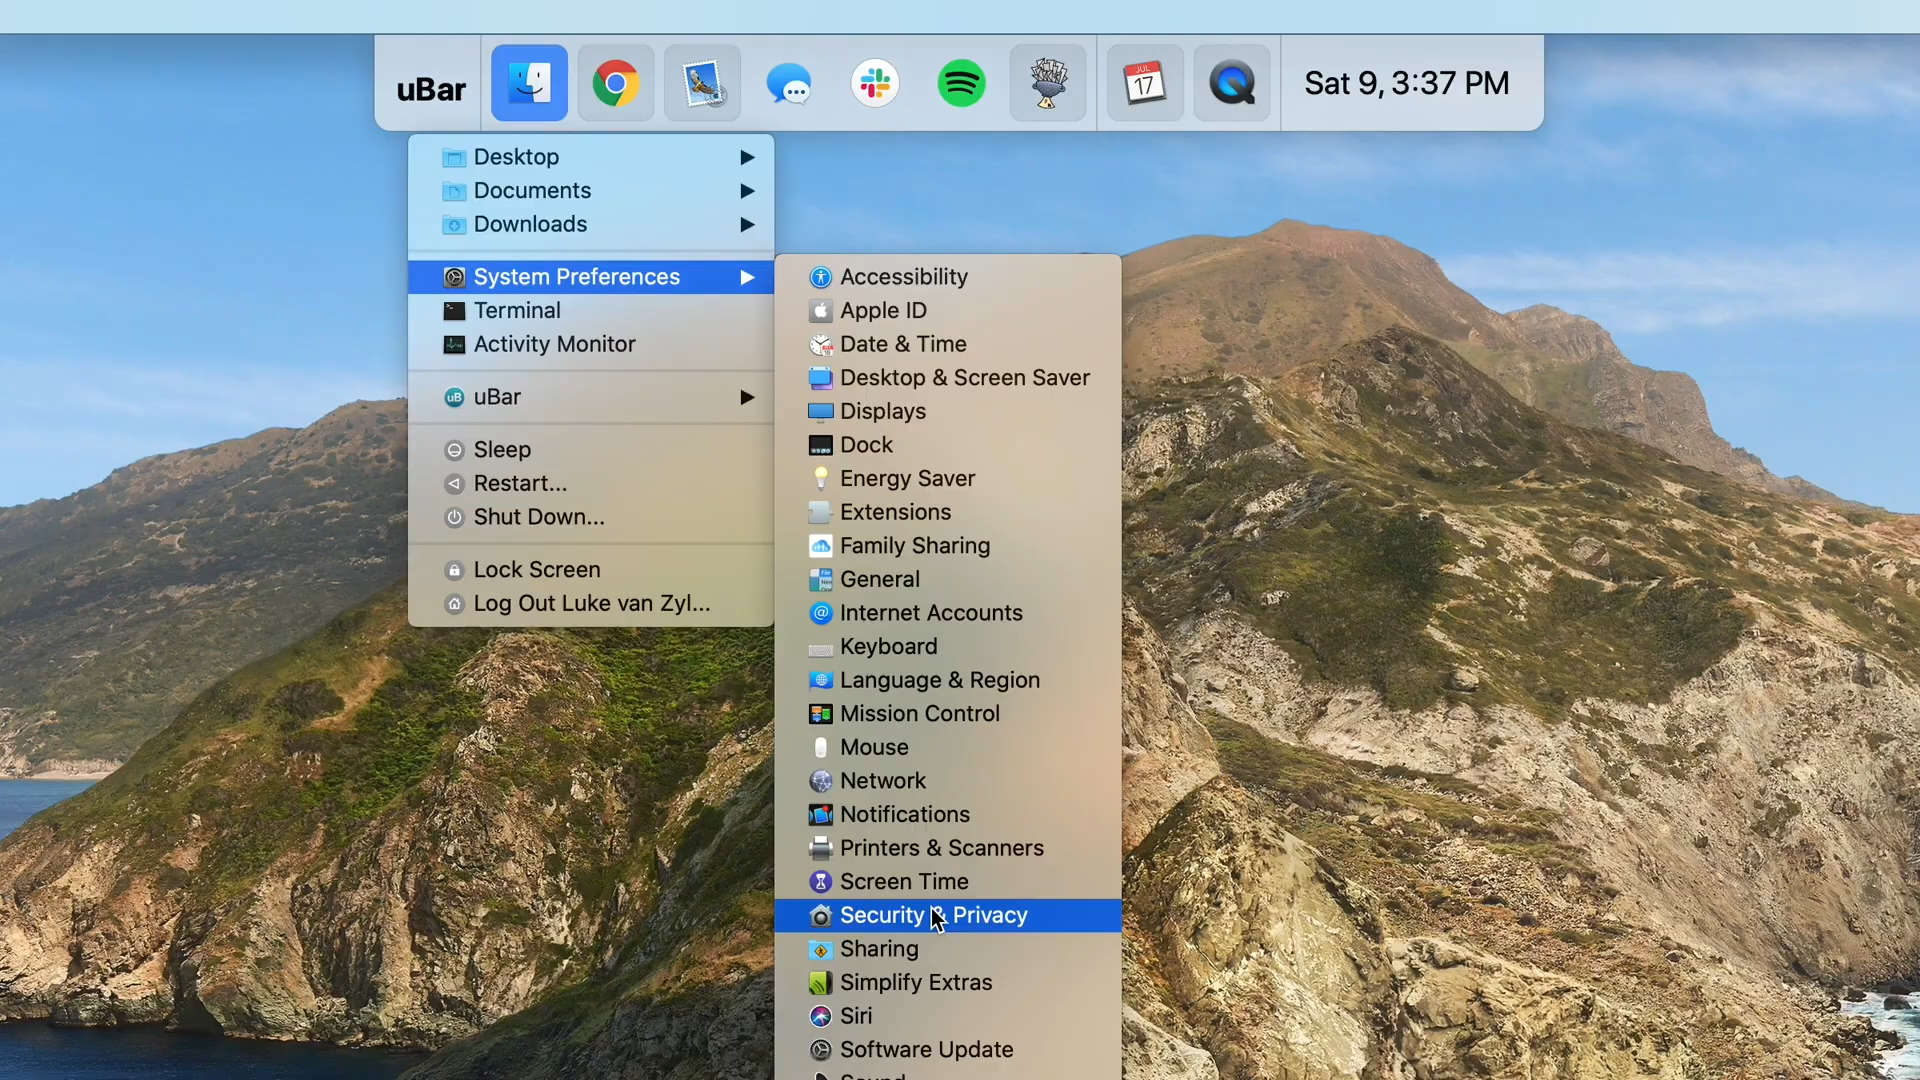 uBar
JUL
17
Sat 9, 3:37 PM
Desktop
Documents
Downloads
System Preferences
Terminal
Activity Monitor
uB uBar
Sleep
Restart...
Shut Down...
Lock Screen
Log Out Luke van Zyl...
Accessibility
Apple ID
Date & Time
Desktop & Screen Saver
Displays
Dock
Energy Saver
Extensions
Family Sharing
General
Internet Accounts
Keyboard
Language & Region
Mission Control
Mouse
Network
Notifications
Printers & Scanners
Screen Time
Security & Privacy
Sharing
Simplify Extras
Siri
Software Update
Sound